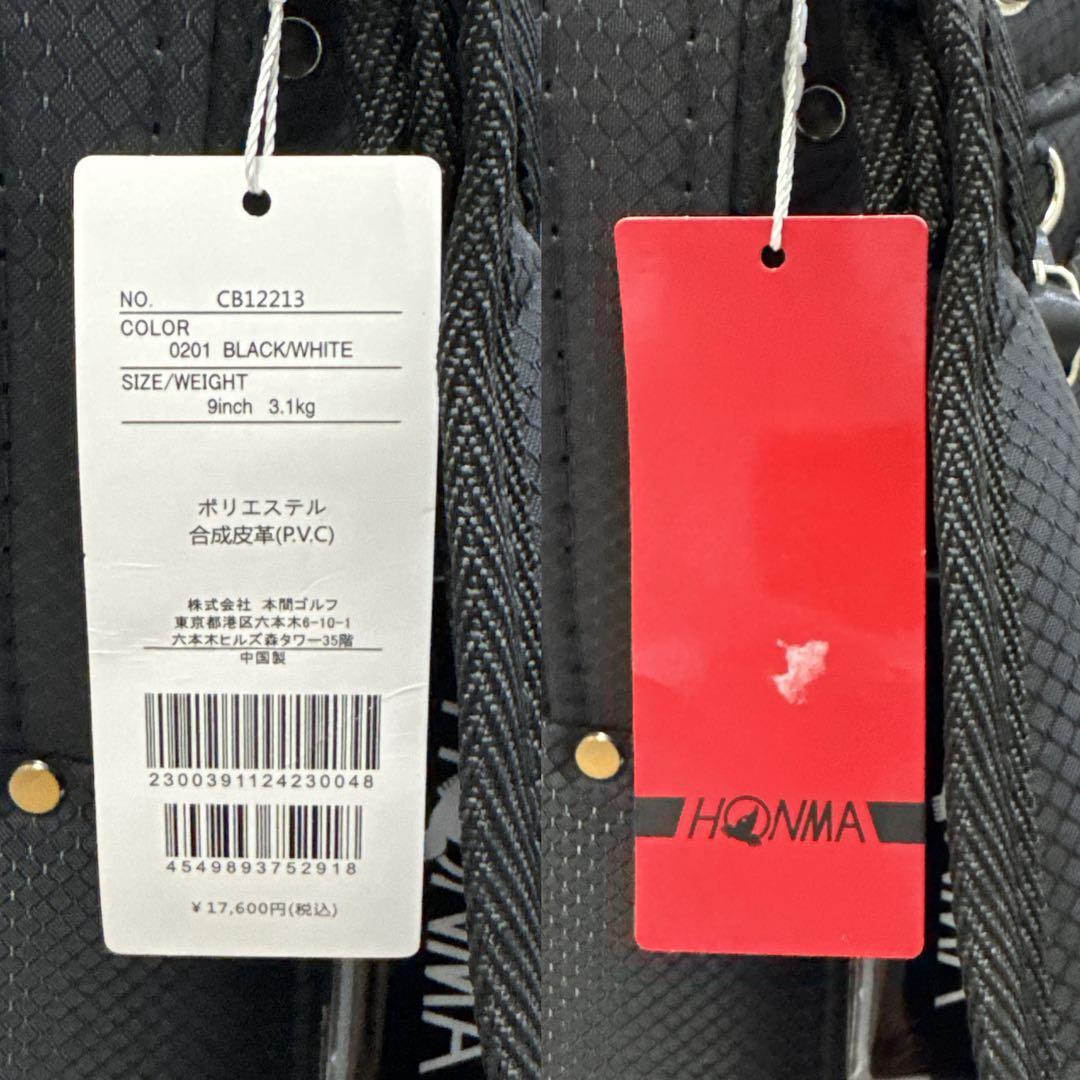 NO. CB12213
COLOR
0201 BLACK/WHITE
SIZE/WEIGHT
9inch 3.1kg
ポリエステル
合成皮革(P.V.C)
株式会社 本間ゴルフ
東京都港区六本木6-10-1
六本木ヒルズ森タワー35階
中国製
2300391124230048
4549893752918
¥17,600円(税込)
HONMA
HONMA